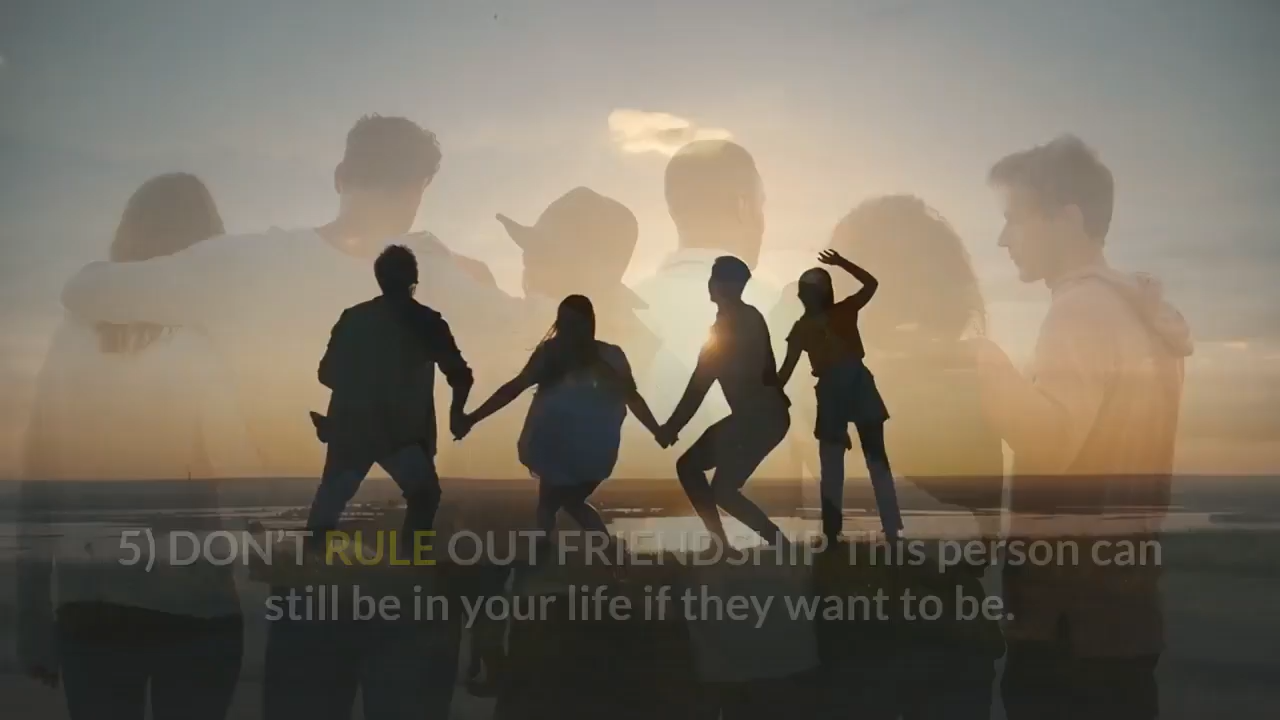 5) DON’T RULE OUT FRIENDSHIP This person can
still be in your life if they want to be.